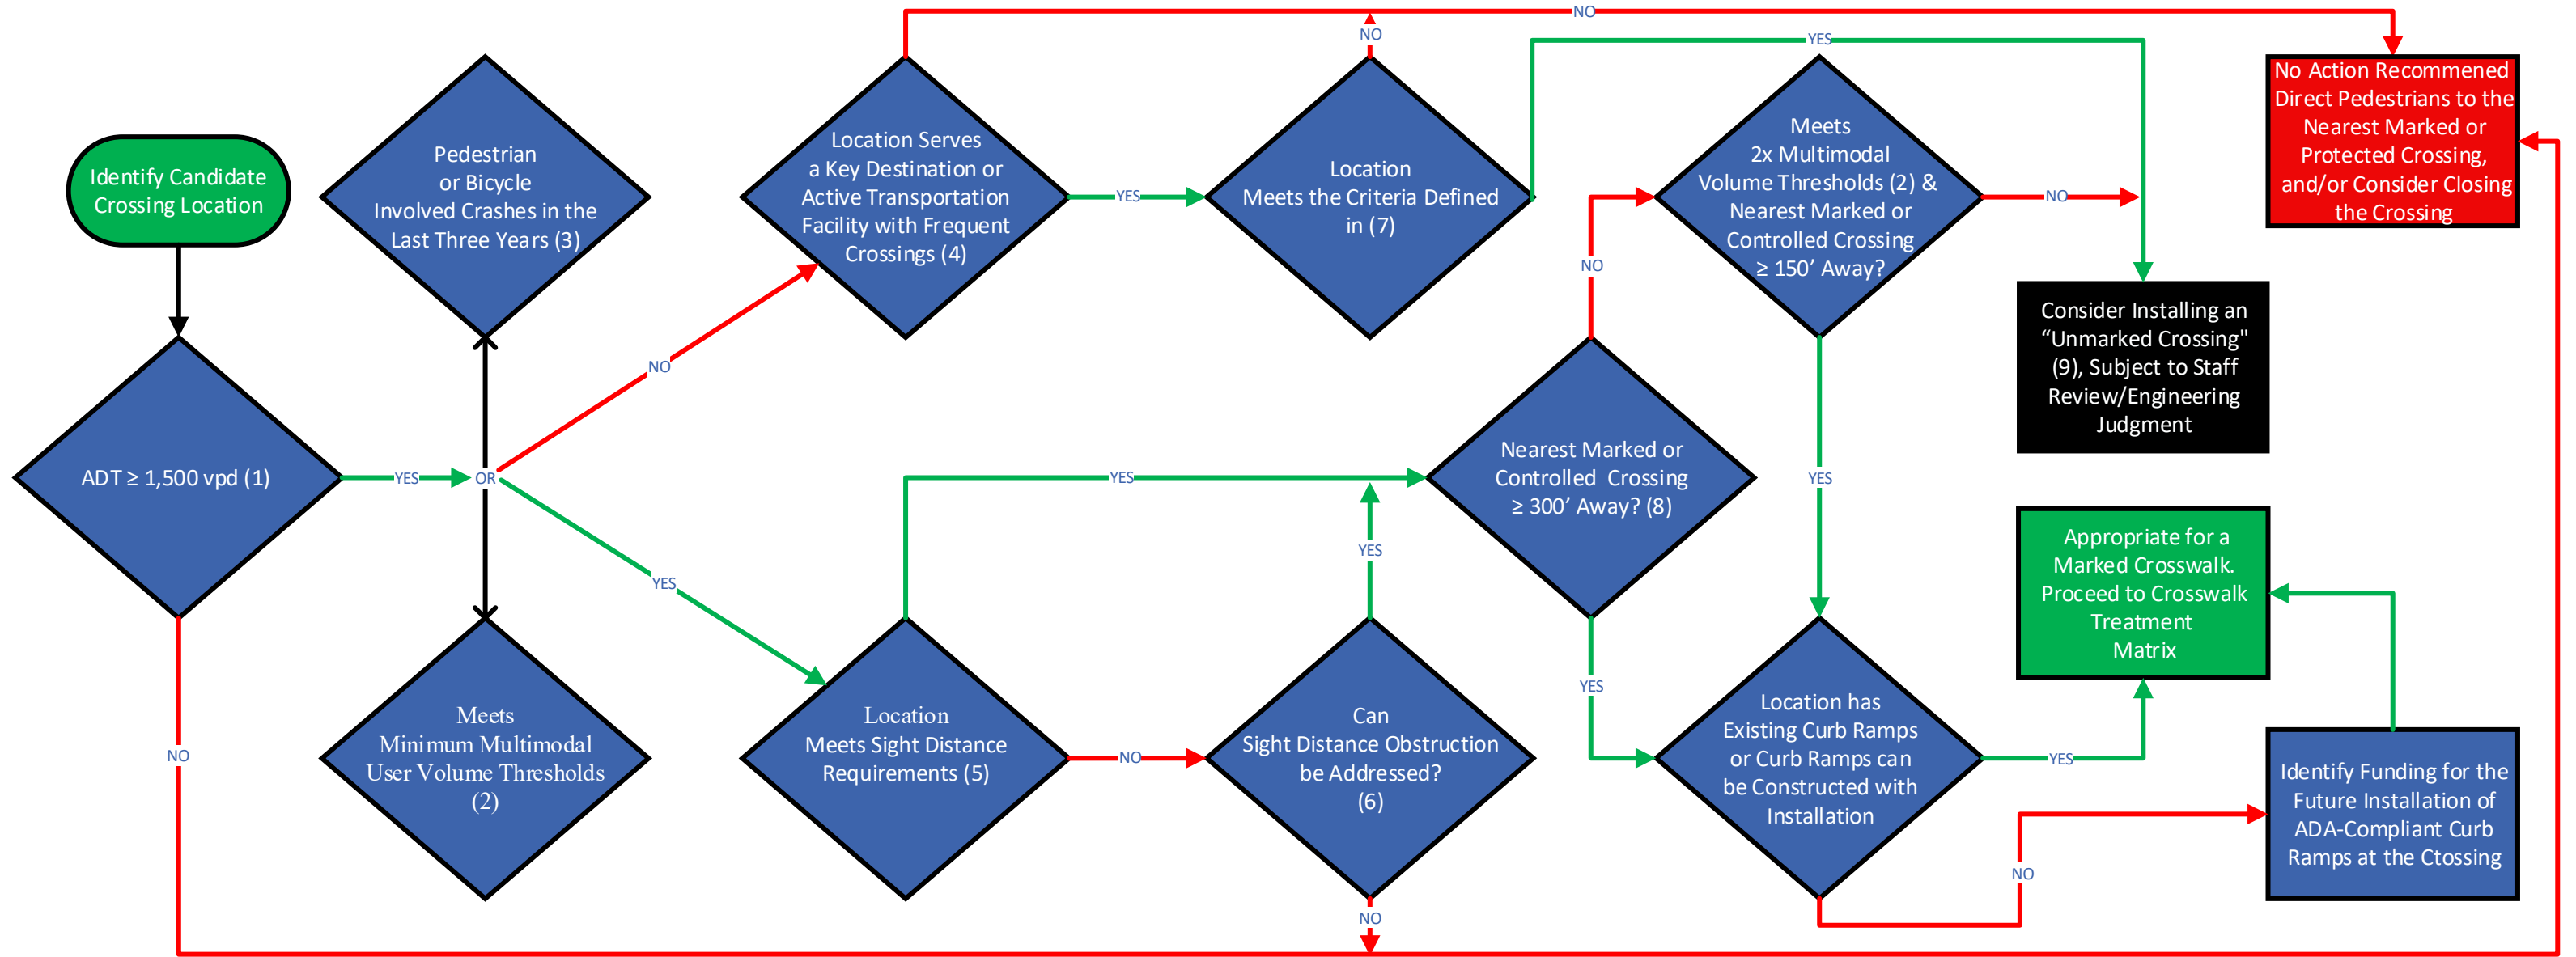 Identify Candidate
Crossing Location
ADT ≥ 1,500 vpd (1)
YES
NO
OR
Pedestrian
or Bicycle
Involved Crashes in the
Last Three Years (3)
Meets
Minimum Multimodal
User Volume Thresholds
(2)
NO
YES
Location Serves
a Key Destination or
Active Transportation
Facility with Frequent
Crossings (4)
YES
NO
NO
Location
Meets the Criteria Defined
in (7)
YES
Location
Meets Sight Distance
Requirements (5)
YES
NO
Can
Sight Distance Obstruction
be Addressed?
(6)
YES
NO
Nearest Marked or
Controlled Crossing
≥ 300’ Away? (8)
NO
YES
Meets
2x Multimodal
Volume Thresholds (2) &
Nearest Marked or
Controlled Crossing
≥ 150’ Away?
NO
YES
Location has
Existing Curb Ramps
or Curb Ramps can
be Constructed with
Installation
YES
NO
No Action Recommened
Direct Pedestrians to the
Nearest Marked or
Protected Crossing,
and/or Consider Closing
the Crossing
Consider Installing an
“Unmarked Crossing"
(9), Subject to Staff
Review/Engineering
Judgment
Appropriate for a
Marked Crosswalk.
Proceed to Crosswalk
Treatment
Matrix
Identify Funding for the
Future Installation of
ADA-Compliant Curb
Ramps at the Ctossing